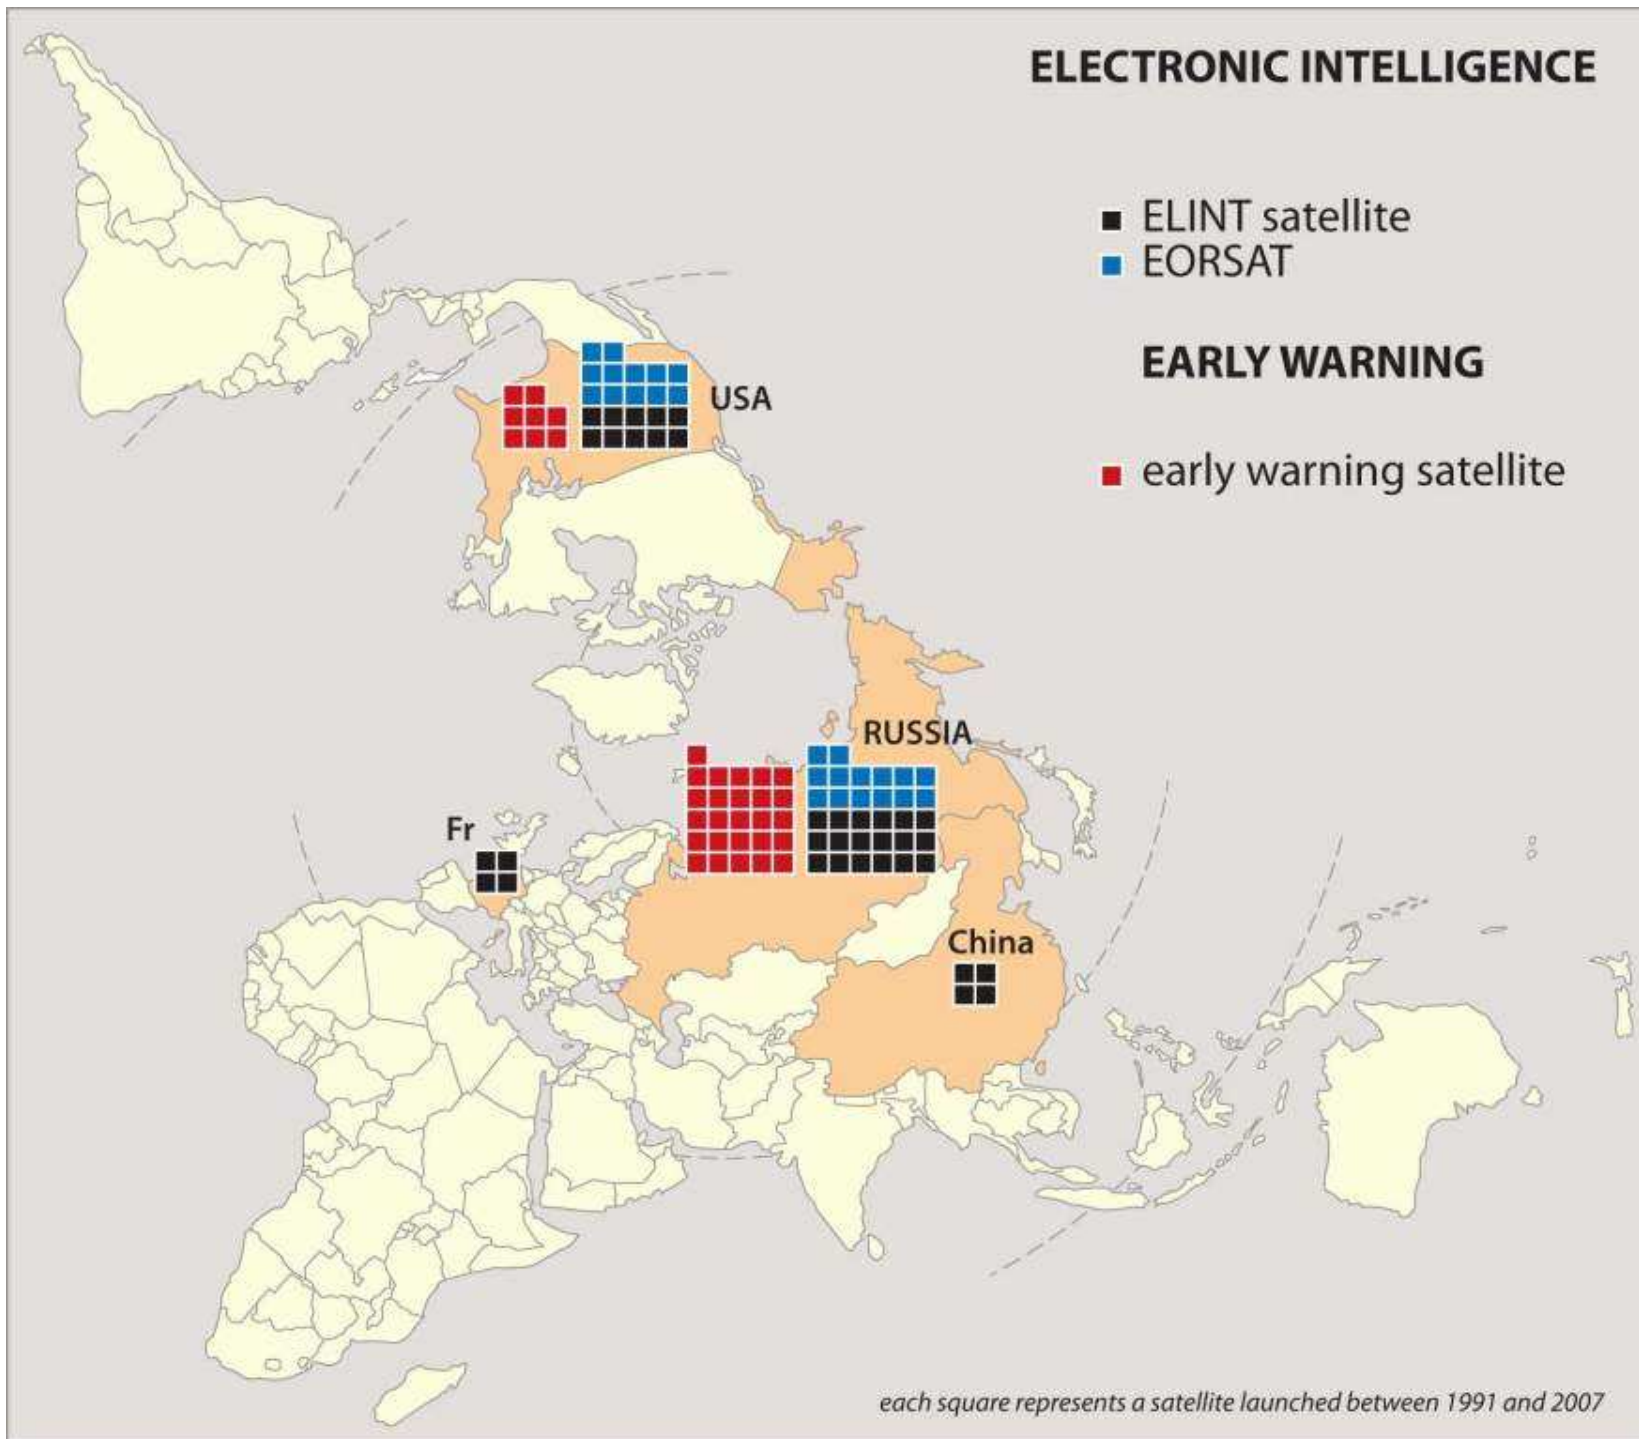 ELECTRONIC INTELLIGENCE
ELINT satellite
EORSAT
EARLY WARNING
early warning satellite
USA
RUSSIA
Fr
China
each square represents a satellite launched between 1991 and 2007